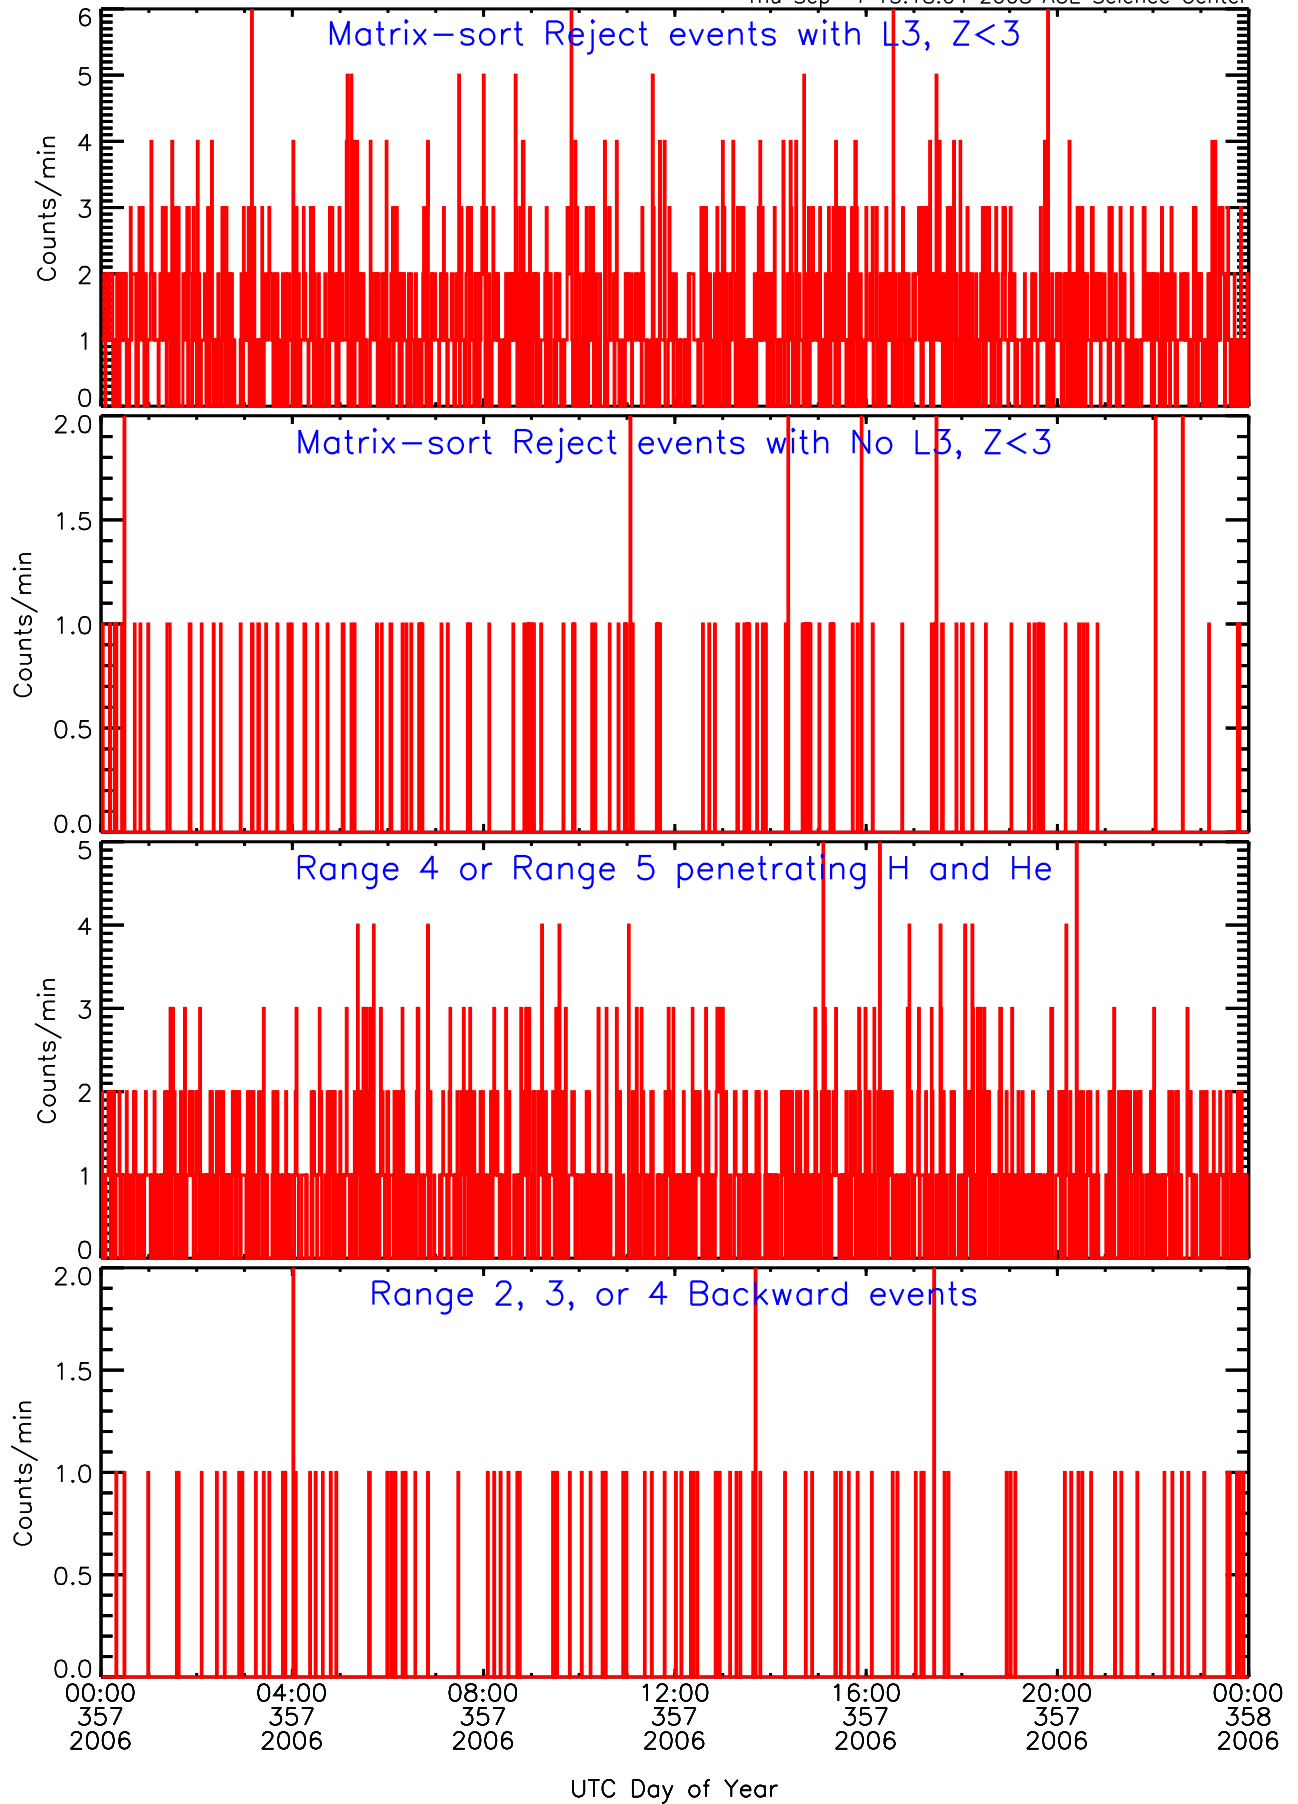 2008 ACE Science Center
Matrix-sort Reject events with L3, Z<3
6
5
4
3
2
1
0
Counts/min
Matrix-sort Reject events with No L3, Z<3
2.0
1.5
1.0
0.5
0.0
Counts/min
Range 4 or Range 5 penetrating H and He
5
4
3
2
1
0
Counts/min
Range 2, 3, or 4 Backward events
2.0
1.5
1.0
0.5
0.0
Counts/min
00:00 04:00 08:00 12:00 16:00 20:00 00:00
357 357 357 357 357 357 358
2006 2006 2006 2006 2006 2006 2006
UTC Day of Year